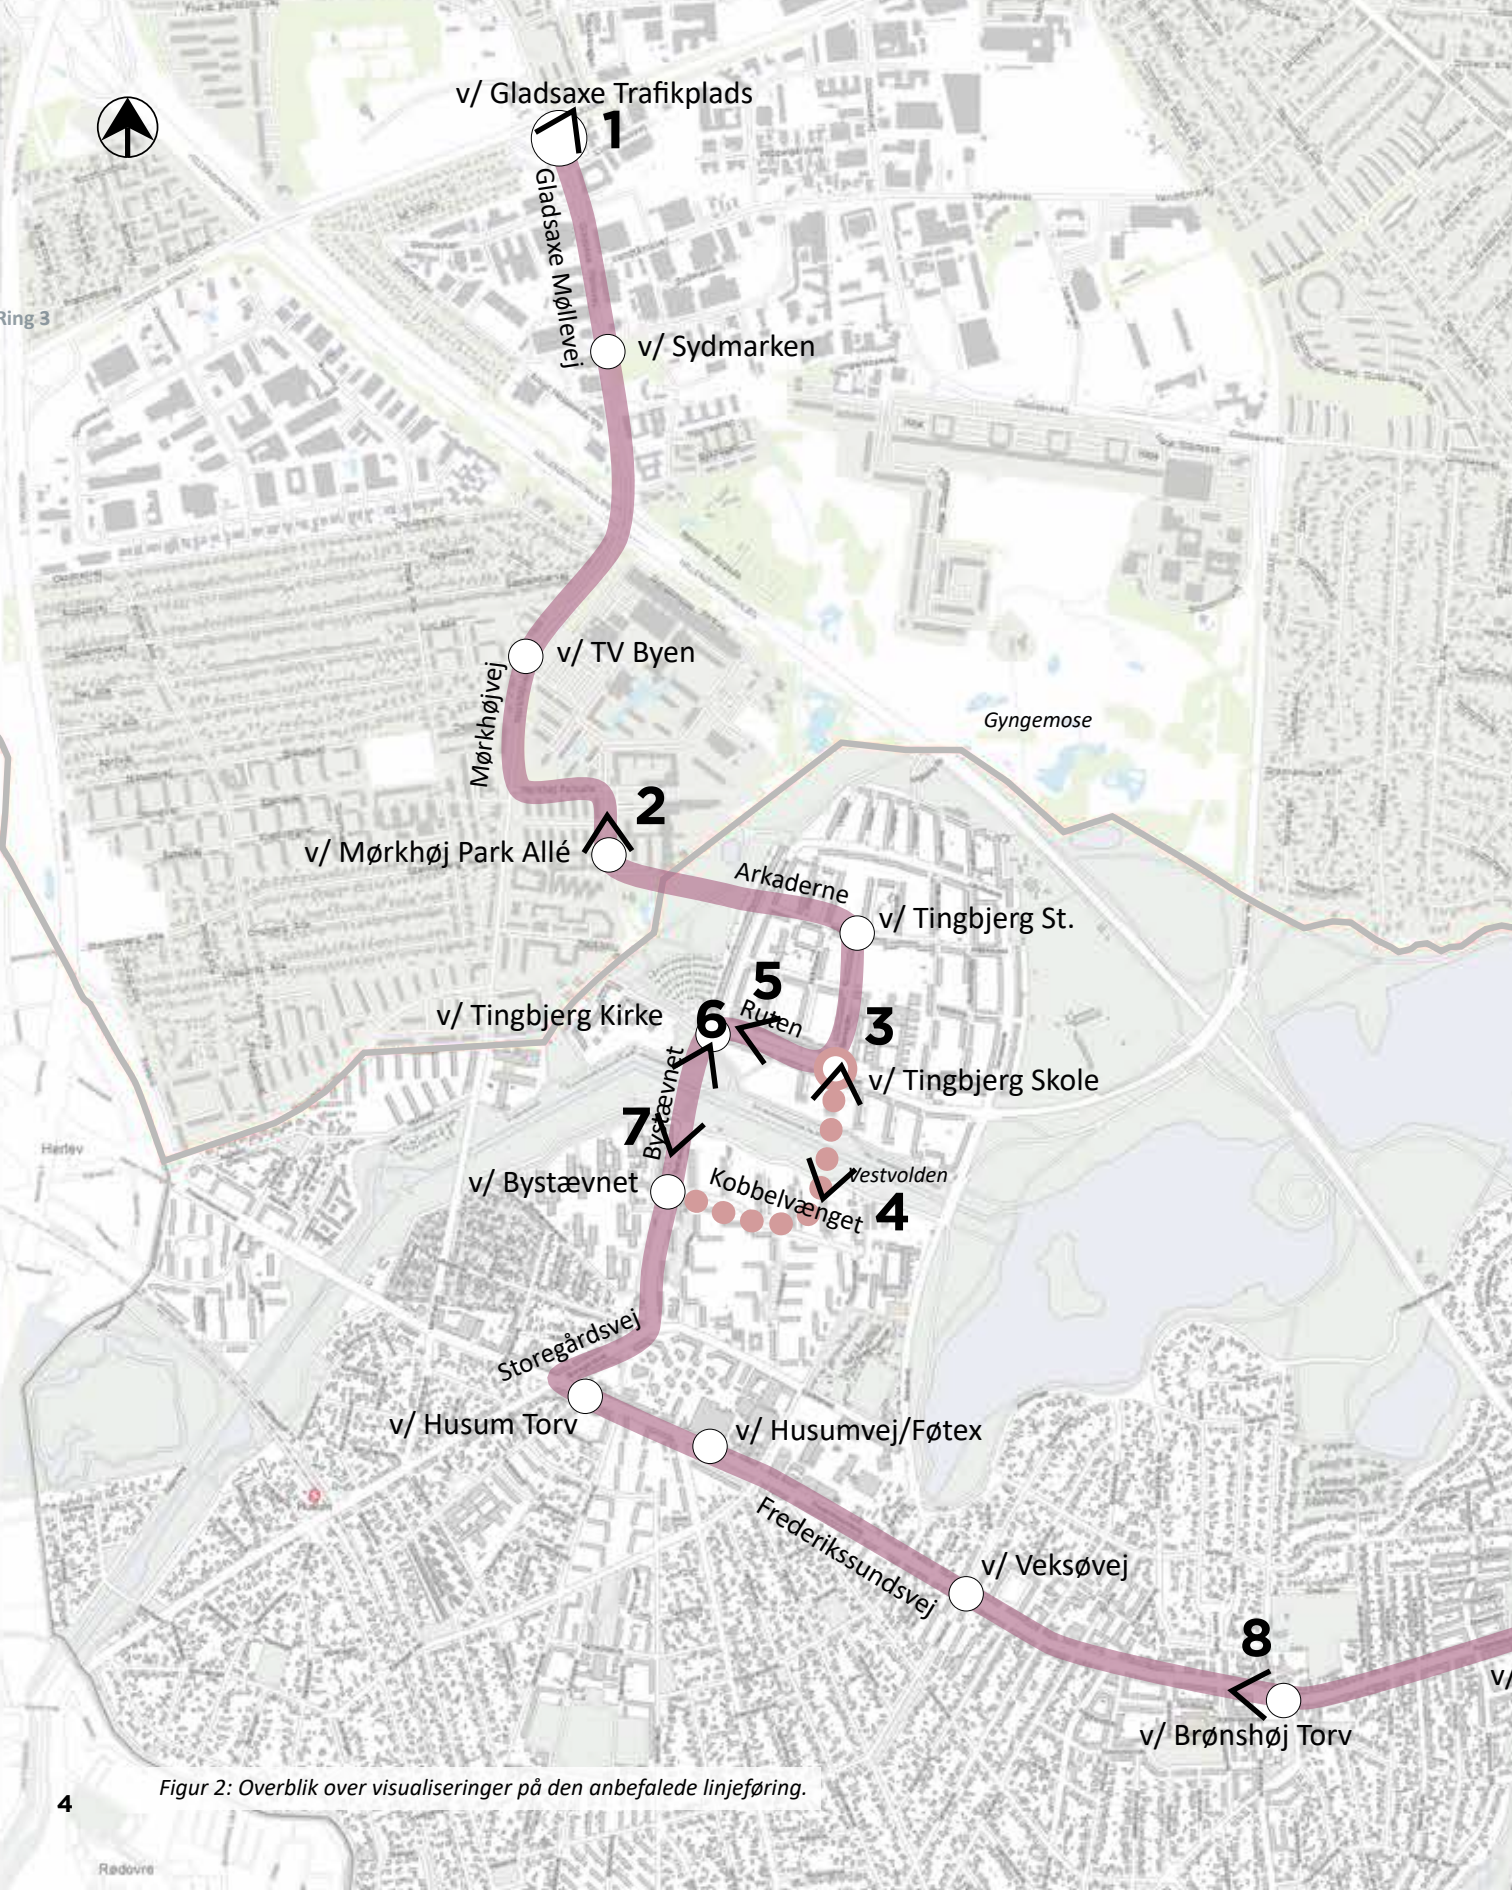 v/ Gladsaxe Trafikplads
1
Gladsaxe Møllevej
Ring 3
v/ Sydmarken
v/ TV Byen
Mørkhøjvej
Gyngemose
2
v/ Mørkhøj Park Allé
Arkaderne
v/ Tingbjerg St.
5
v/ Tingbjerg Kirke
6
Ruten
3
v/ Tingbjerg Skole
Bystævnet
7
Herlev
Vestvolden
v/ Bystævnet
Kobbelvænget
4
Storegårdsvej
v/ Husum Torv
v/ Husumvej/Føtex
Frederikssundsvej
v/ Veksøvej
8
v/
v/ Brønshøj Torv
Figur 2: Overblik over visualiseringer på den anbefalede linjeføring.
4
Rødovre